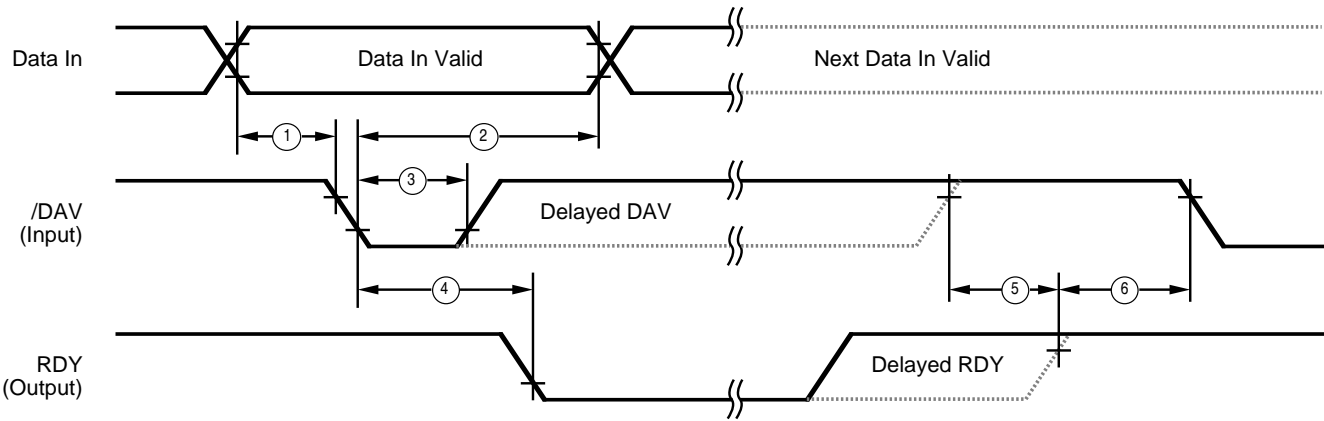 Data In
Data In Valid
Next Data In Valid
1
2
3
/DAV
(Input)
Delayed DAV
4
5
6
RDY
(Output)
Delayed RDY